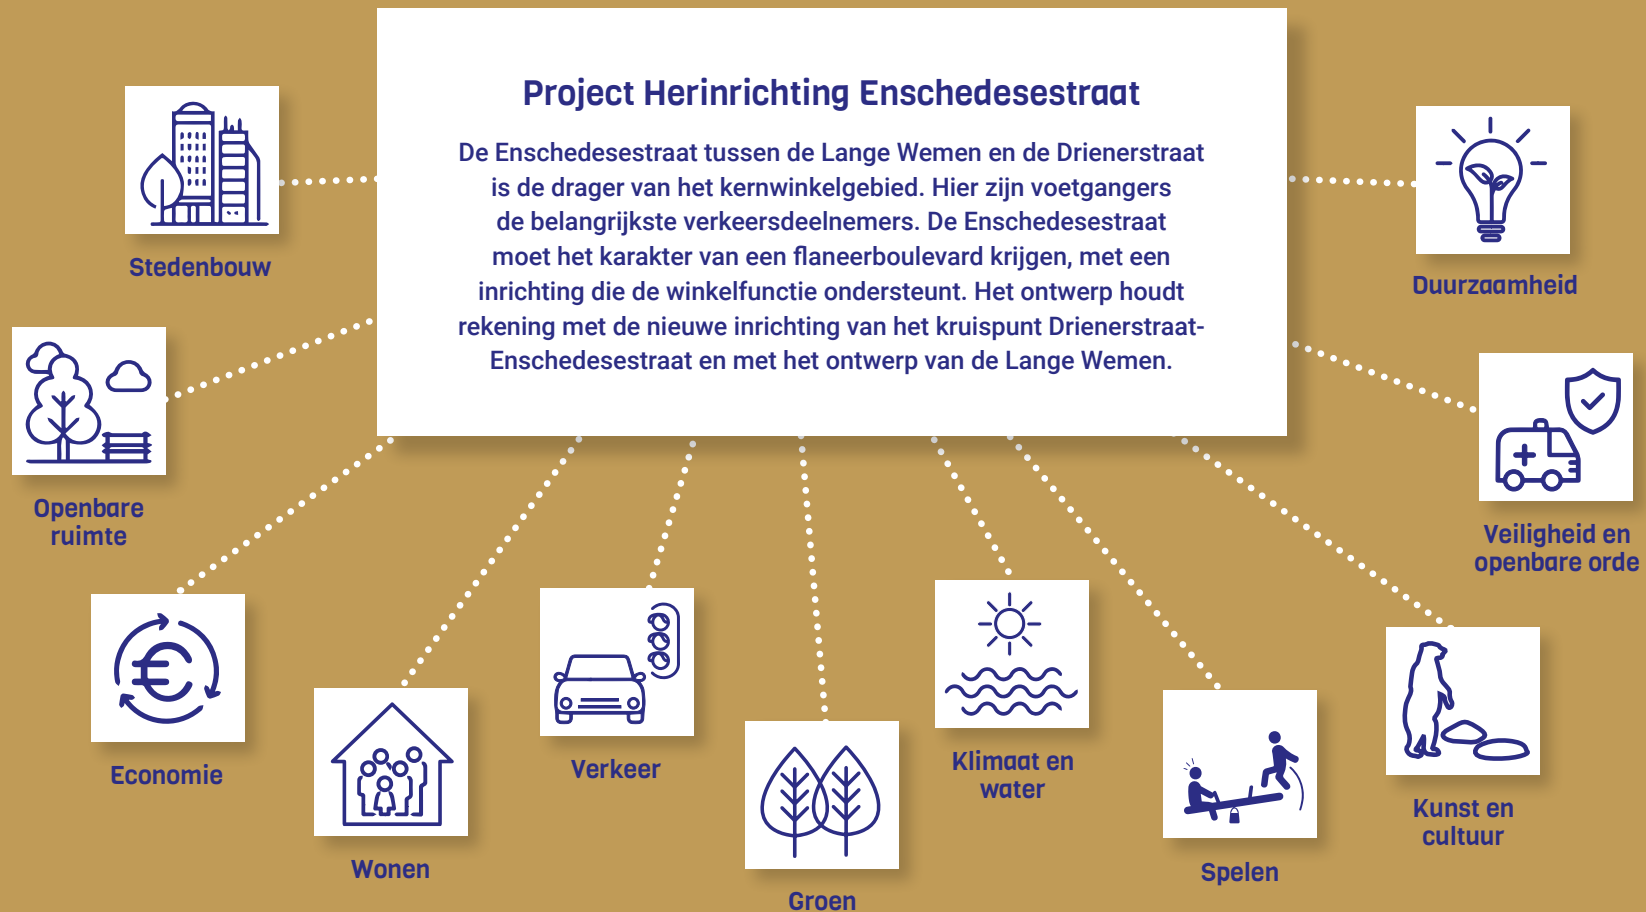 Project Herinrichting Enschedesestraat
De Enschedesestraat tussen de Lange Wemen en de Drienerstraat
is de drager van het kernwinkelgebied. Hier zijn voetgangers
de belangrijkste verkeersdeelnemers. De Enschedesestraat
moet het karakter van een flaneerboulevard krijgen, met een
inrichting die de winkelfunctie ondersteunt. Het ontwerp houdt
rekening met de nieuwe inrichting van het kruispunt Drienerstraat-
Enschedesestraat en met het ontwerp van de Lange Wemen.
Stedenbouw
Openbare
ruimte
Economie
Wonen
Verkeer
Groen
Klimaat en
water
Spelen
Kunst en
cultuur
Veiligheid en
openbare orde
Duurzaamheid